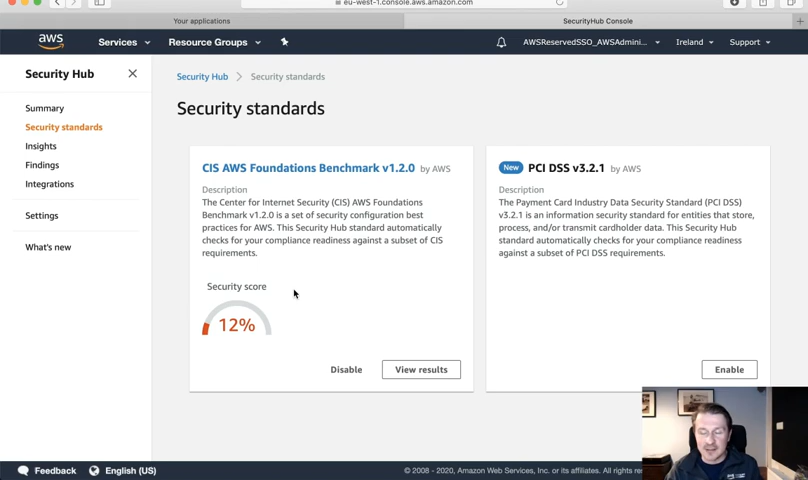 eu-west-1.console.aws.amazon.com
Your applications
SecurityHub Console
aws
Services
Resource Groups
AWSReservedSSO_AWSAdmini...
Ireland
Support
Security Hub
Summary
Security standards
Insights
Findings
Integrations
Settings
What's new
Security Hub > Security standards
Security standards
CIS AWS Foundations Benchmark v1.2.0 by AWS
Description
The Center for Internet Security (CIS) AWS Foundations
Benchmark v1.2.0 is a set of security configuration best
practices for AWS. This Security Hub standard automatically
checks for your compliance readiness against a subset of CIS
requirements.
Security score
12%
Disable
View results
New PCI DSS v3.2.1 by AWS
Description
The Payment Card Industry Data Security Standard (PCI DSS)
v3.2.1 is an information security standard for entities that store,
process, and/or transmit cardholder data. This Security Hub
standard automatically checks for your compliance readiness
against a subset of PCI DSS requirements.
Enable
Feedback
English (US)
© 2008 - 2020, Amazon Web Services, Inc. or its affiliates. All rights